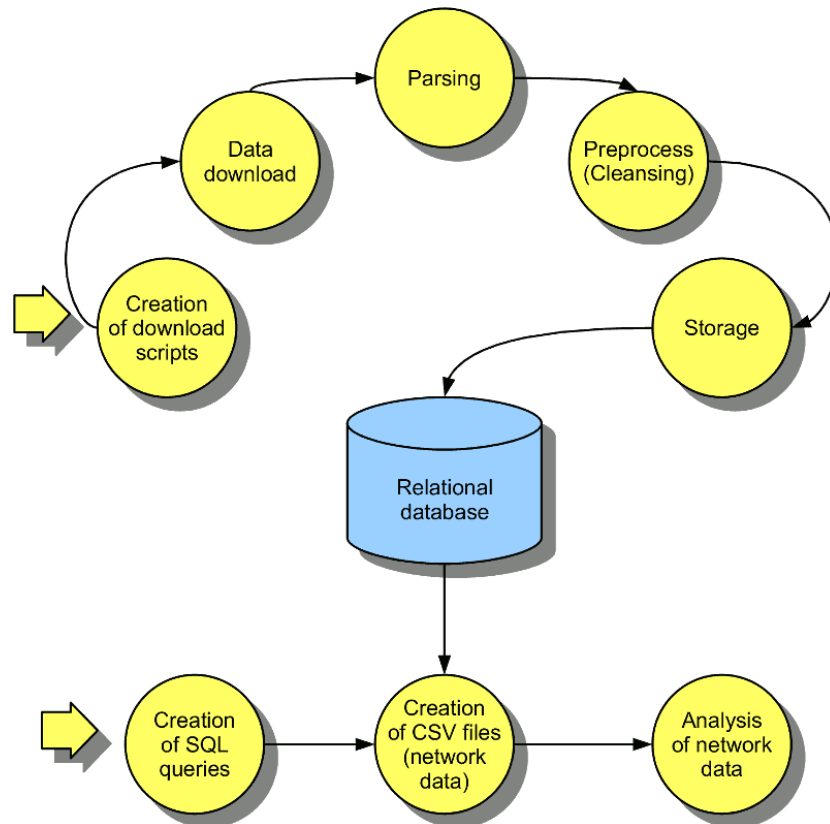 Parsing
Data
download
Preprocess
(Cleansing)
Creation
of download
scripts
Storage
Relational
database
Creation
of SQL
queries
Creation
of CSV files
(network
data)
Analysis
of network
data